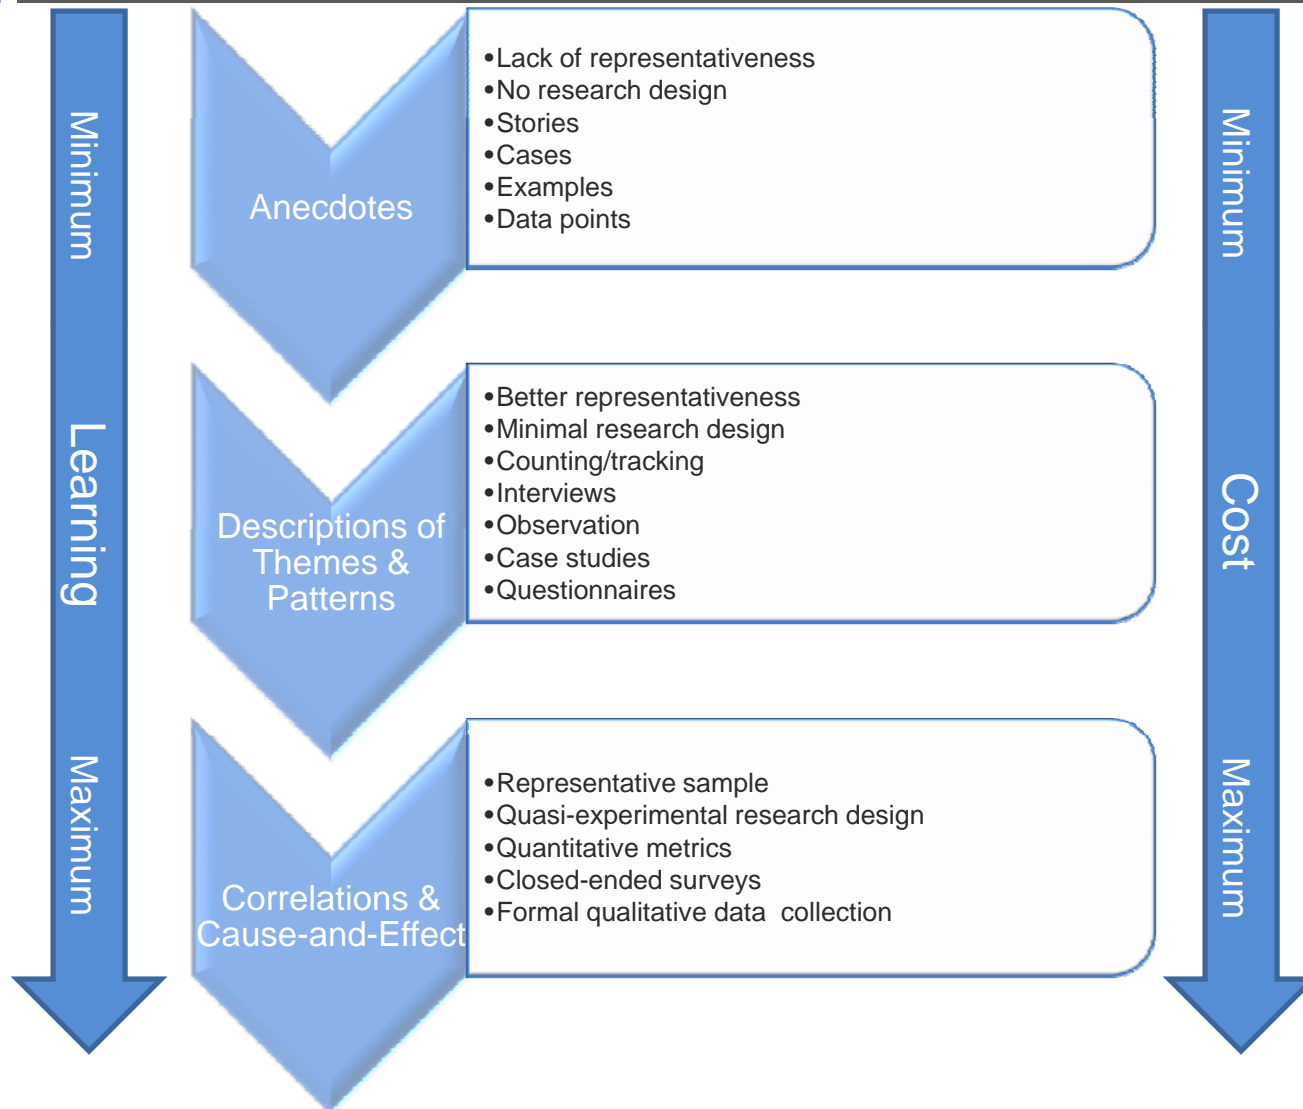 Minimum
Learning
Maximum
Anecdotes
•Lack of representativeness
•No research design
•Stories
•Cases
•Examples
•Data points
Descriptions of
Themes &
Patterns
•Better representativeness
•Minimal research design
•Counting/tracking
•Interviews
•Observation
•Case studies
•Questionnaires
Correlations &
Cause-and-Effect
•Representative sample
•Quasi-experimental research design
•Quantitative metrics
•Closed-ended surveys
•Formal qualitative data  collection
Minimum
Cost
Maximum